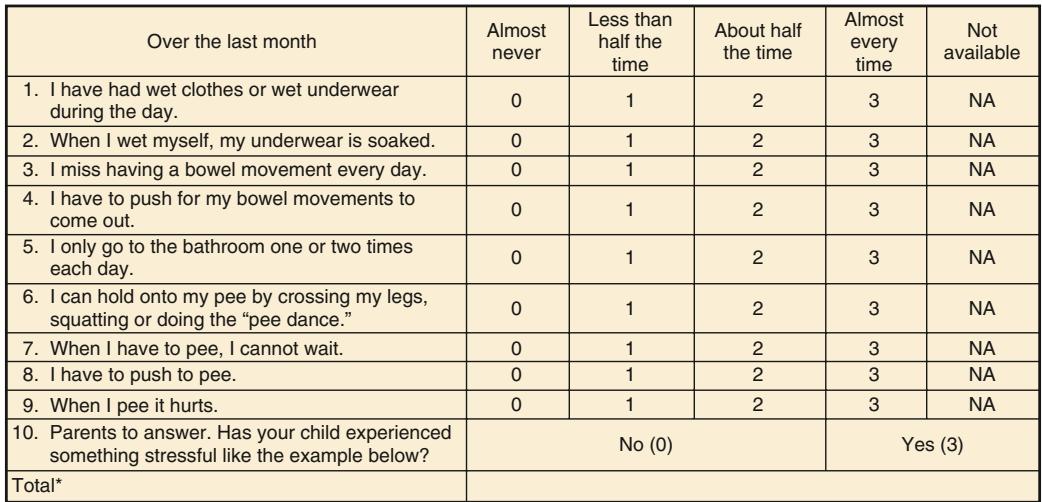 Over the last month Almost never Less than half the time About half the time Almost every time Not available
1. I have had wet clothes or wet underwear
during the day. 0 1 2 3 NA
2. When I wet myself, my underwear is soaked. 0 1 2 3 NA
3. I miss having a bowel movement every day. 0 1 2 3 NA
4. I have to push for my bowel movements to
come out. 0 1 2 3 NA
5. I only go to the bathroom one or two times
each day. 0 1 2 3 NA
6. I can hold onto my pee by crossing my legs,
squatting or doing the “pee dance.” 0 1 2 3 NA
7. When I have to pee, I cannot wait. 0 1 2 3 NA
8. I have to push to pee. 0 1 2 3 NA
9. When I pee it hurts. 0 1 2 3 NA
10. Parents to answer. Has your child experienced
something stressful like the example below? No (0) Yes (3)
Total*